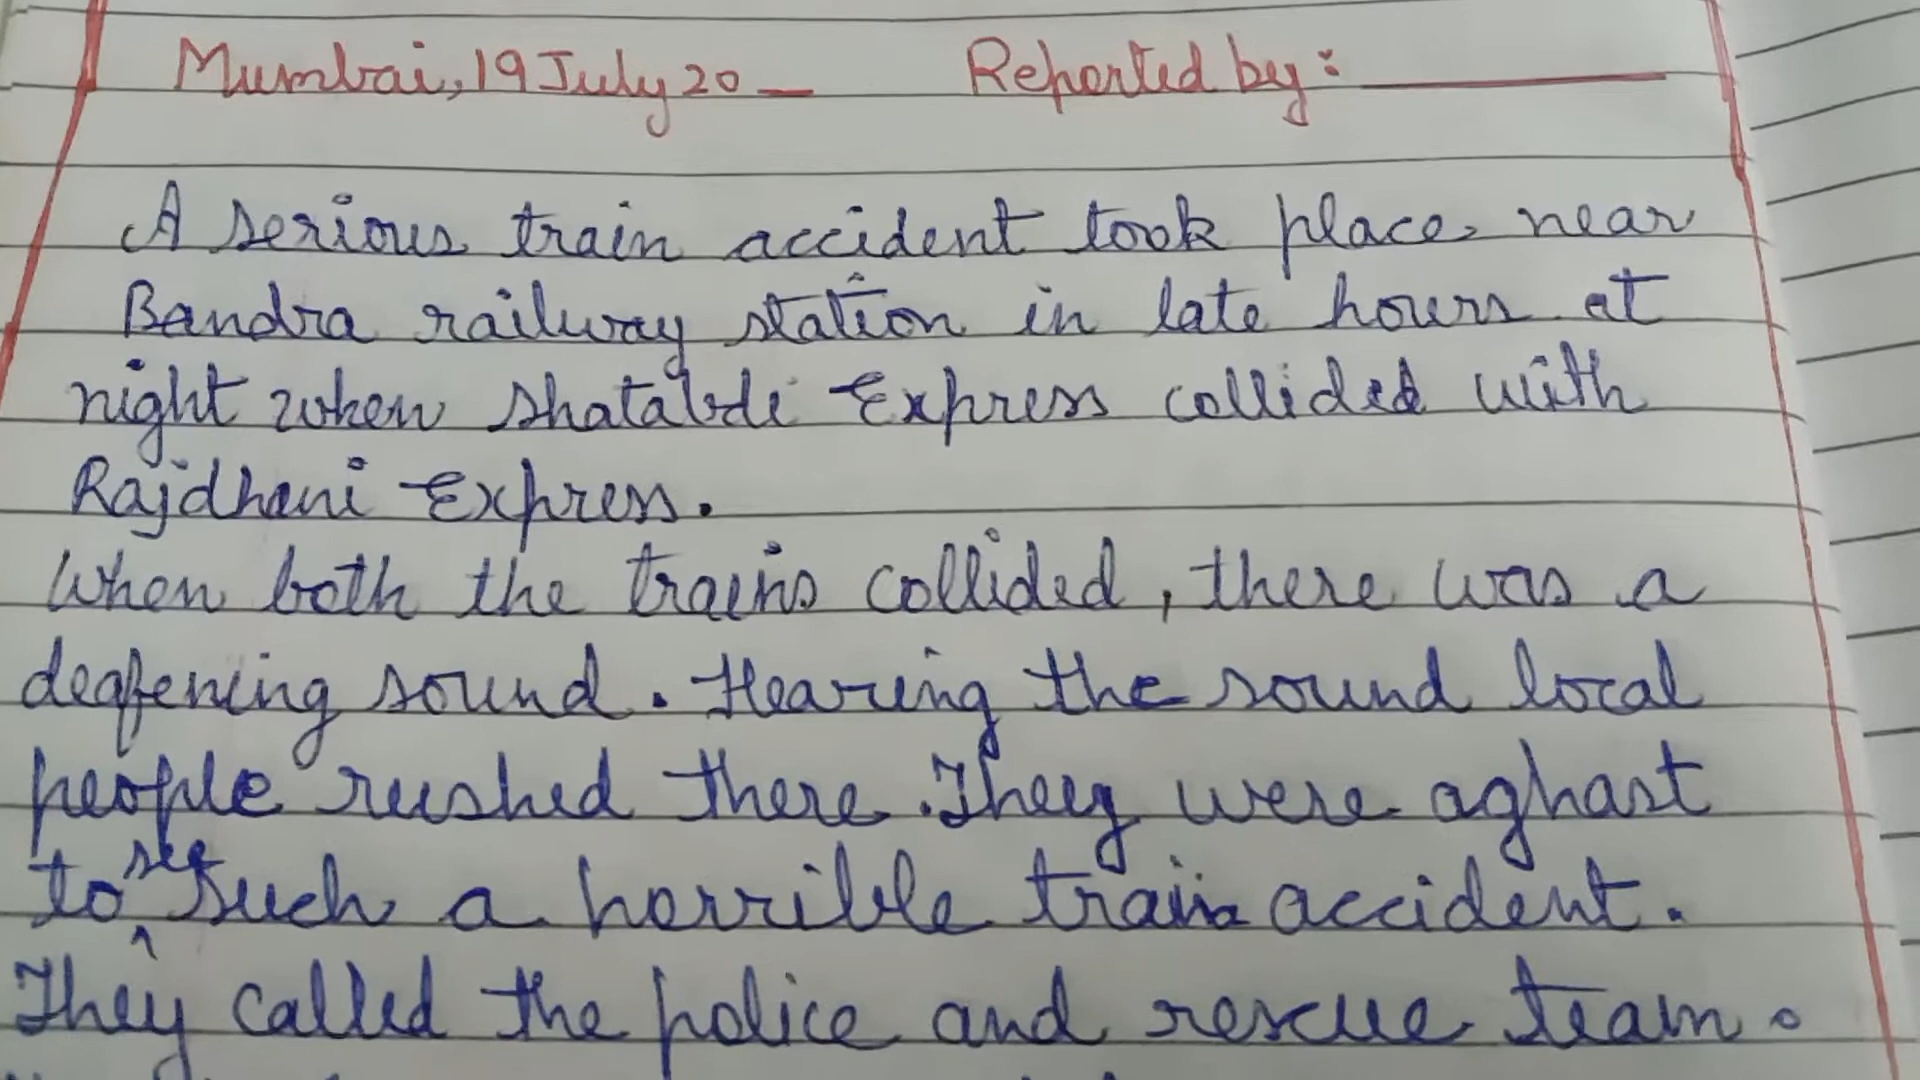 Mumbai, 19 July 20 _ Reported by: ________
A serious train accident took place near
Bandra railway station in late hours at
night when Shatabdi Express collided with
Rajdhani Express.
When both the trains collided, there was a
deafening sound. Hearing the sound local
people rushed there. They were aghast
to see such a horrible train accident.
They called the police and rescue team.